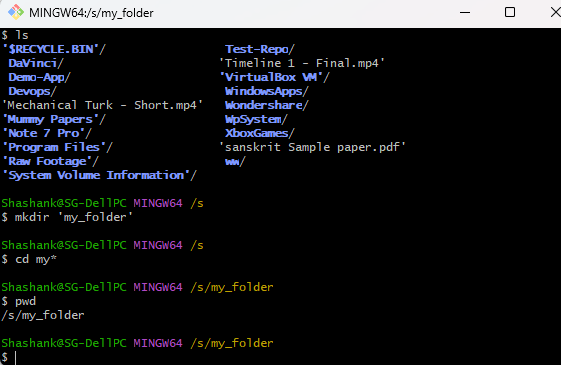 MINGW64:/s/my_folder
$ ls
'$RECYCLE.BIN'/ Test-Repo/
DaVinci/ 'Timeline 1 - Final.mp4'
Demo-App/ 'VirtualBox VM'/
Devops/ WindowsApps/
'Mechanical Turk - Short.mp4' Wondershare/
'Mummy Papers'/ WpSystem/
'Note 7 Pro'/ XboxGames/
'Program Files'/ 'sanskrit Sample paper.pdf'
'Raw Footage'/ ww/
'System Volume Information'/
Shashank@SG-DellPC MINGW64 /s
$ mkdir 'my_folder'
Shashank@SG-DellPC MINGW64 /s
$ cd my*
Shashank@SG-DellPC MINGW64 /s/my_folder
$ pwd
/s/my_folder
Shashank@SG-DellPC MINGW64 /s/my_folder
$